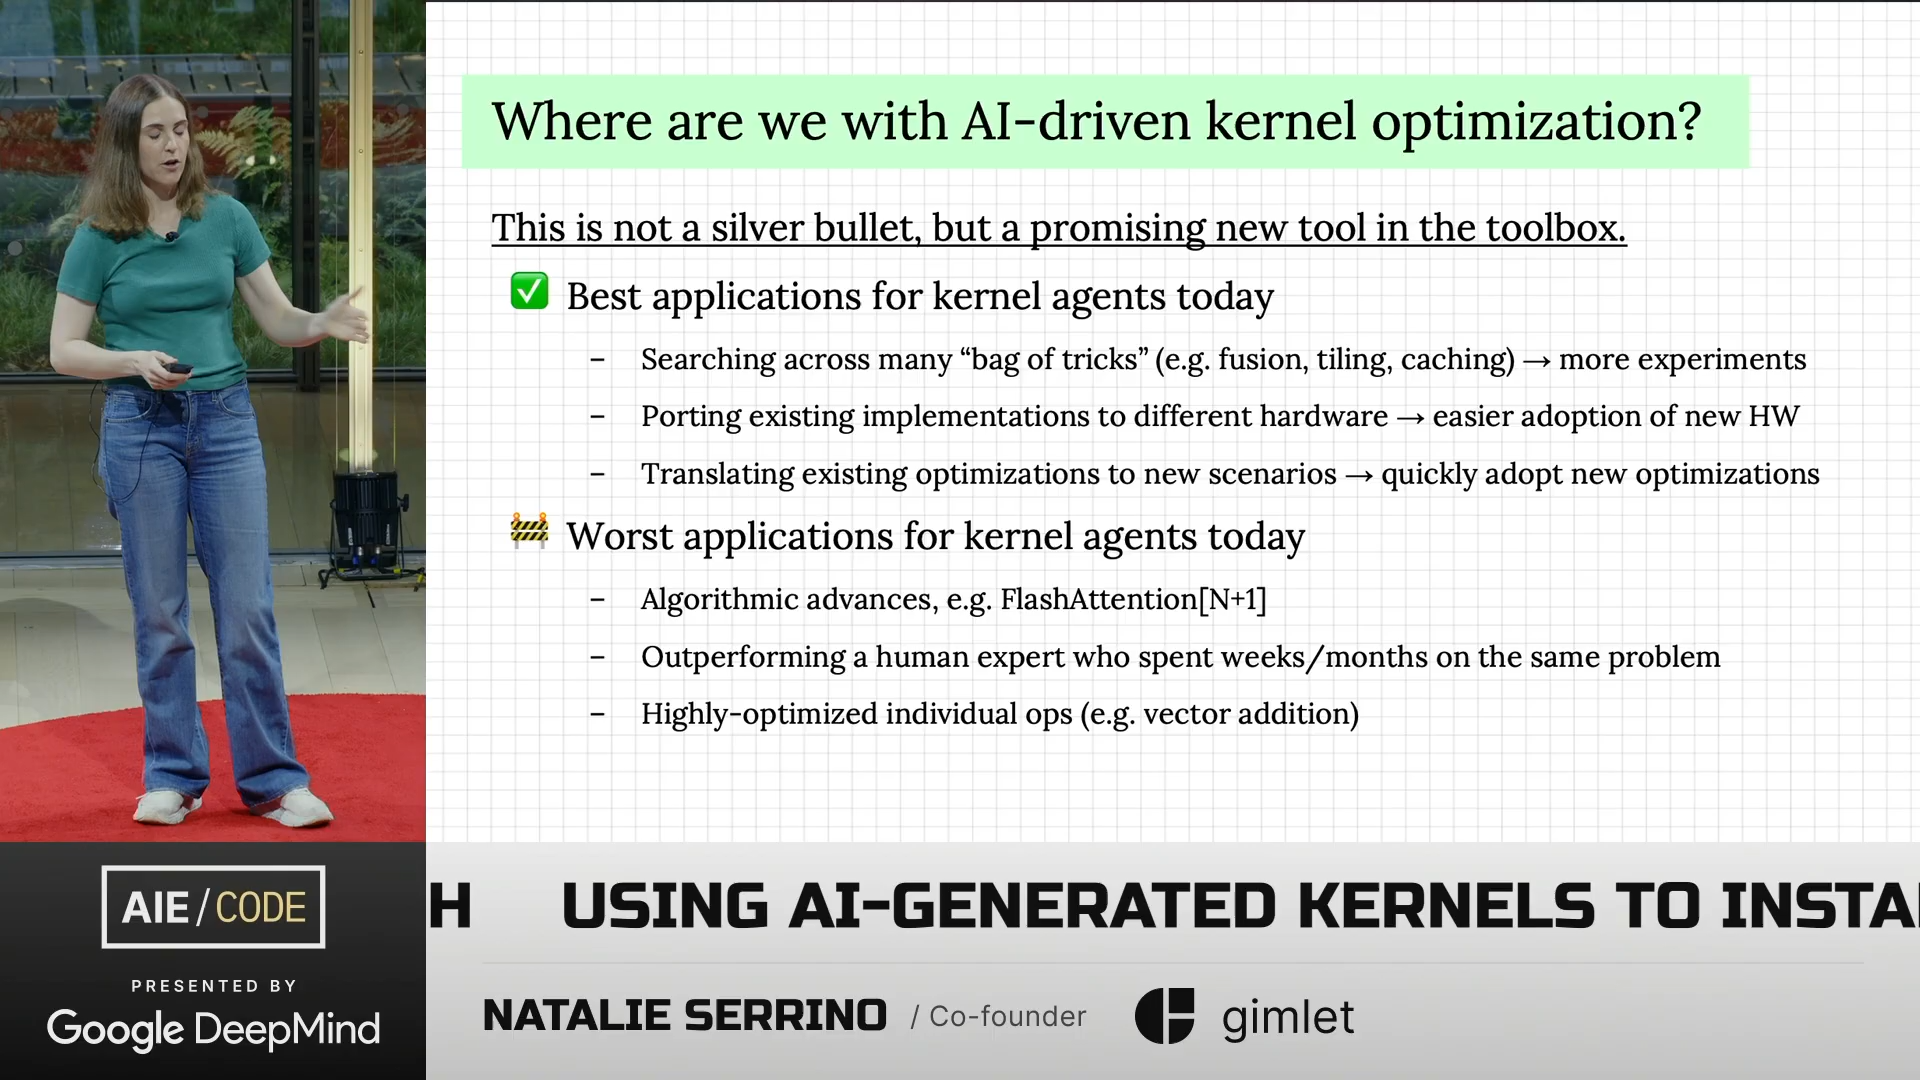 Where are we with AI-driven kernel optimization?
This is not a silver bullet, but a promising new tool in the toolbox.
✅ Best applications for kernel agents today
– Searching across many “bag of tricks” (e.g. fusion, tiling, caching) → more experiments
– Porting existing implementations to different hardware → easier adoption of new HW
– Translating existing optimizations to new scenarios → quickly adopt new optimizations
🚧 Worst applications for kernel agents today
– Algorithmic advances, e.g. FlashAttention[N+1]
– Outperforming a human expert who spent weeks/months on the same problem
– Highly-optimized individual ops (e.g. vector addition)
AIE/CODE
PRESENTED BY
Google DeepMind
H USING AI-GENERATED KERNELS TO INSTA
NATALIE SERRINO / Co-founder gimlet